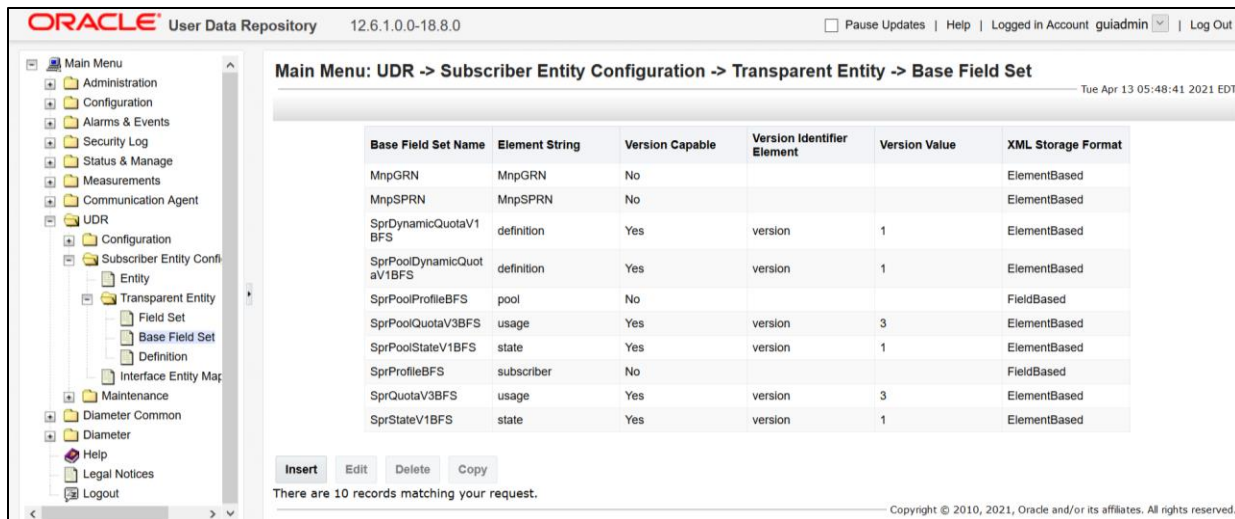 ORACLE® User Data Repository 12.6.1.0.0-18.8.0 Pause Updates | Help | Logged in Account guiadmin | Log Out
Main Menu
Administration
Configuration
Alarms & Events
Security Log
Status & Manage
Measurements
Communication Agent
UDR
Configuration
Subscriber Entity Confi
Entity
Transparent Entity
Field Set
Base Field Set
Definition
Interface Entity Map
Maintenance
Diameter Common
Diameter
Help
Legal Notices
Logout
Main Menu: UDR -> Subscriber Entity Configuration -> Transparent Entity -> Base Field Set
Tue Apr 13 05:48:41 2021 EDT
Base Field Set Name Element String Version Capable Version Identifier Element Version Value XML Storage Format
MnpGRN MnpGRN No ElementBased
MnpSPRN MnpSPRN No ElementBased
SprDynamicQuotaV1BFS definition Yes version 1 ElementBased
SprPoolDynamicQuotaV1BFS definition Yes version 1 ElementBased
SprPoolProfileBFS pool No FieldBased
SprPoolQuotaV3BFS usage Yes version 3 ElementBased
SprPoolStateV1BFS state Yes version 1 ElementBased
SprProfileBFS subscriber No FieldBased
SprQuotaV3BFS usage Yes version 3 ElementBased
SprStateV1BFS state Yes version 1 ElementBased
Insert Edit Delete Copy
There are 10 records matching your request.
Copyright © 2010, 2021, Oracle and/or its affiliates. All rights reserved.